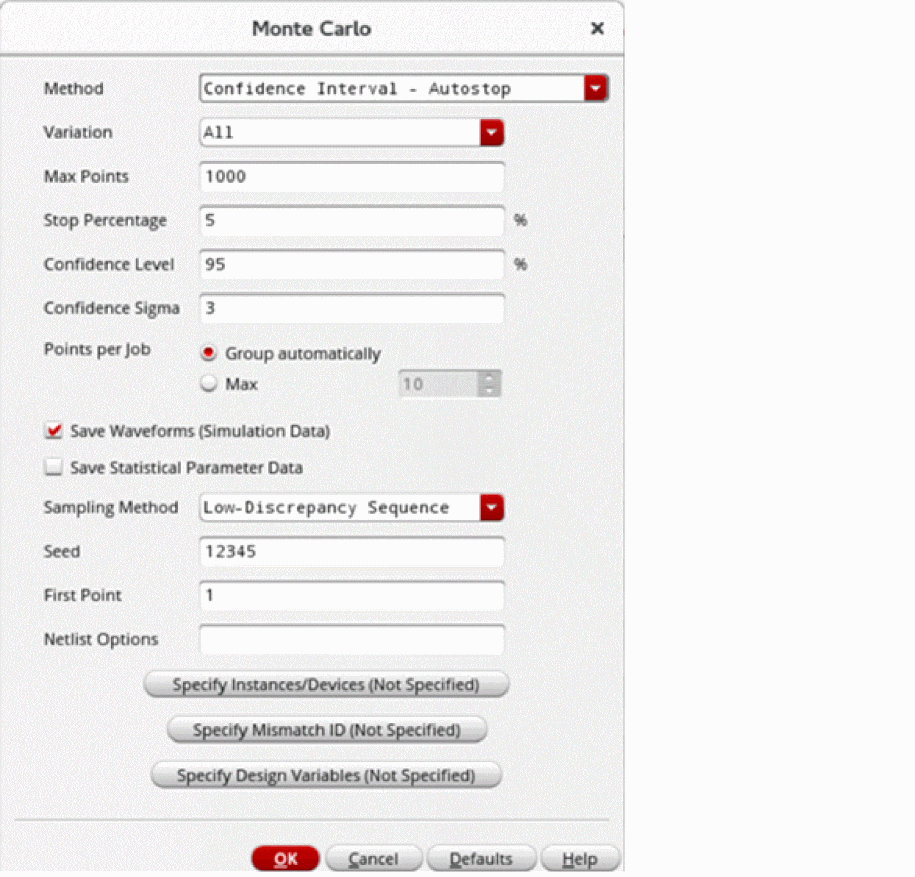 Monte Carlo
Method Confidence Interval - Autostop
Variation All
Max Points 1000
Stop Percentage 5 %
Confidence Level 95 %
Confidence Sigma 3
Points per Job Group automatically
Max 10
Save Waveforms (Simulation Data)
Save Statistical Parameter Data
Sampling Method Low-Discrepancy Sequence
Seed 12345
First Point 1
Netlist Options
Specify Instances/Devices (Not Specified)
Specify Mismatch ID (Not Specified)
Specify Design Variables (Not Specified)
OK Cancel Defaults Help